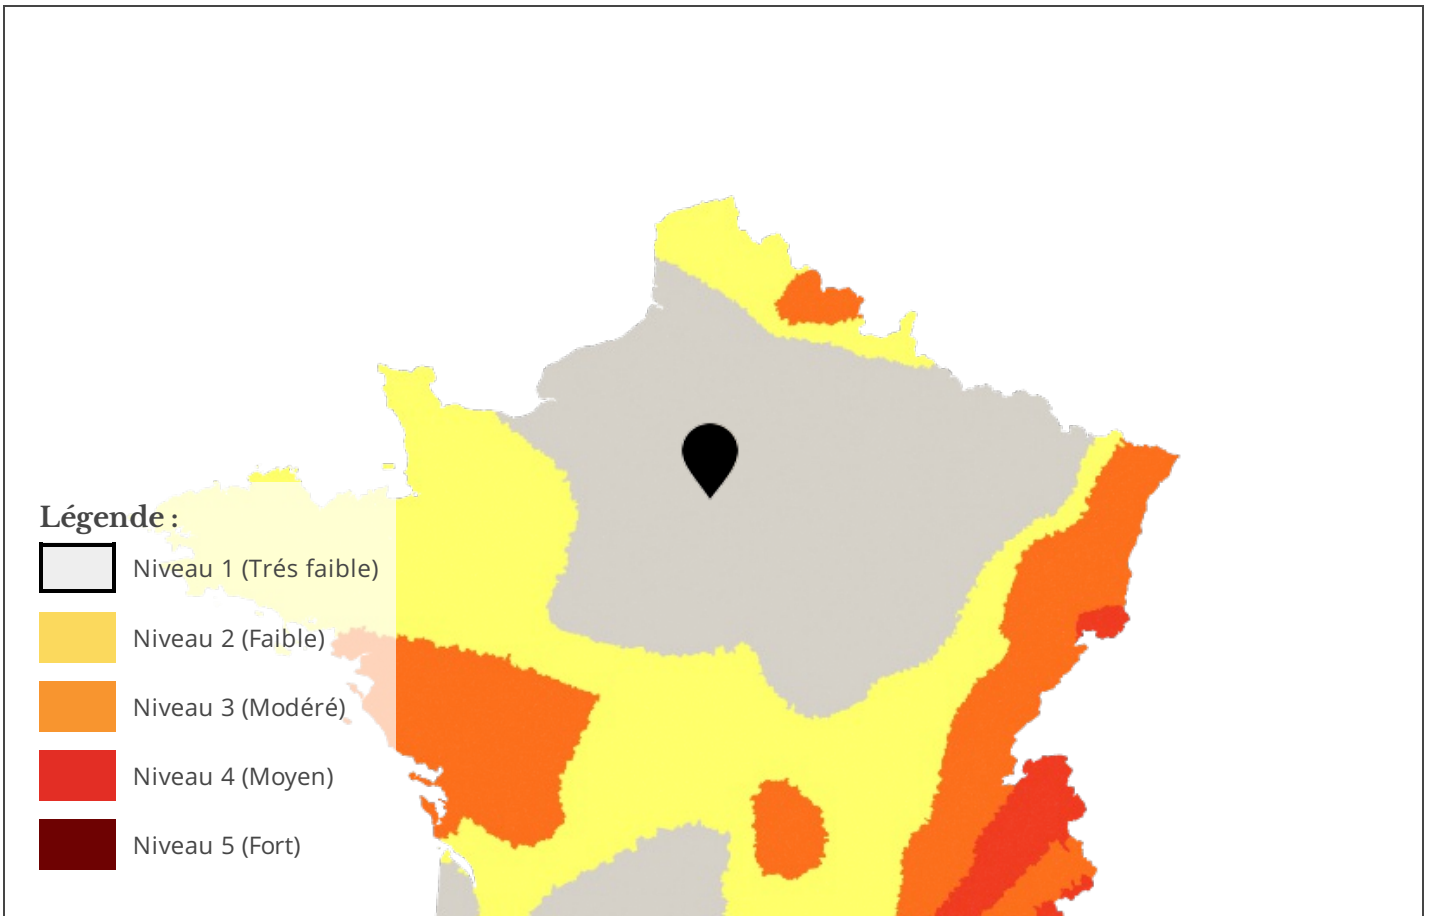 Légende :
Niveau 1 (Trés faible)
Niveau 2 (Faible)
Niveau 3 (Modéré)
Niveau 4 (Moyen)
Niveau 5 (Fort)